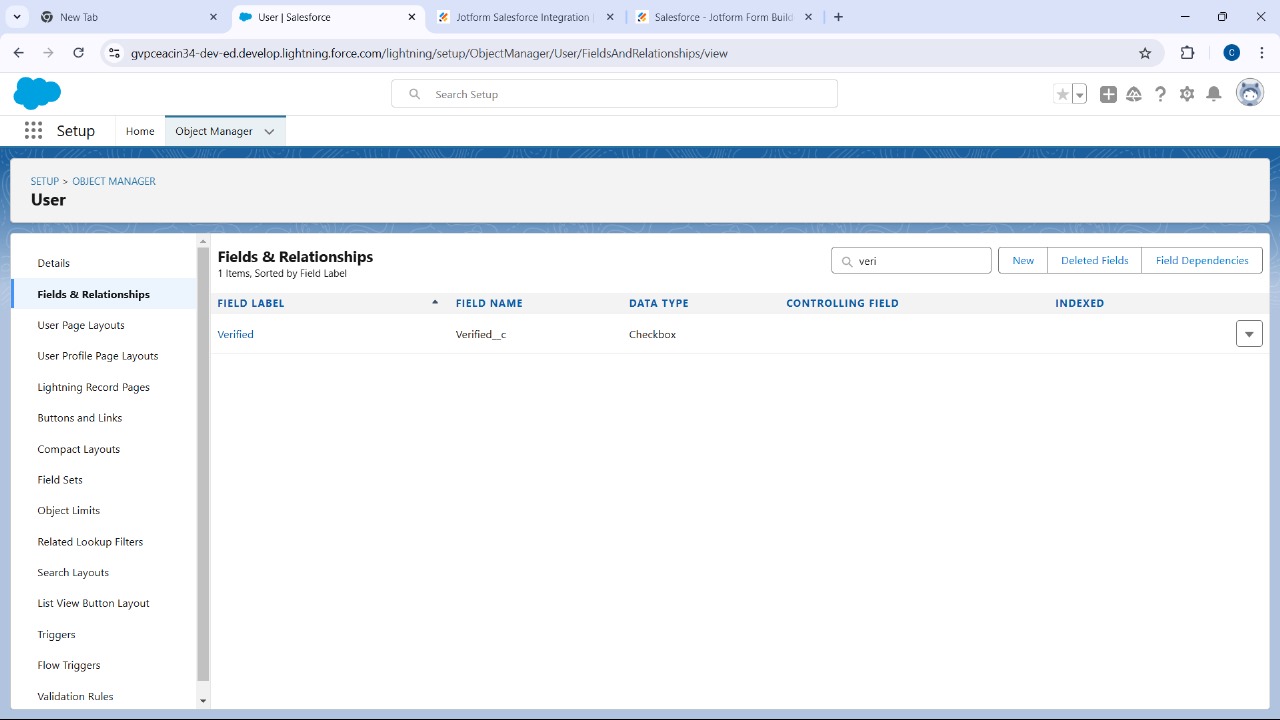 New Tab
User | Salesforce
Jotform Salesforce Integration |
Salesforce - Jotform Form Build
gvpceacin34-dev-ed.develop.lightning.force.com/lightning/setup/ObjectManager/User/FieldsAndRelationships/view
C
Search Setup
Setup
Home
Object Manager
SETUP > OBJECT MANAGER
User
Details
Fields & Relationships
User Page Layouts
User Profile Page Layouts
Lightning Record Pages
Buttons and Links
Compact Layouts
Field Sets
Object Limits
Related Lookup Filters
Search Layouts
List View Button Layout
Triggers
Flow Triggers
Validation Rules
Fields & Relationships
1 Items, Sorted by Field Label
veri
New
Deleted Fields
Field Dependencies
FIELD LABEL FIELD NAME DATA TYPE CONTROLLING FIELD INDEXED
Verified Verified__c Checkbox